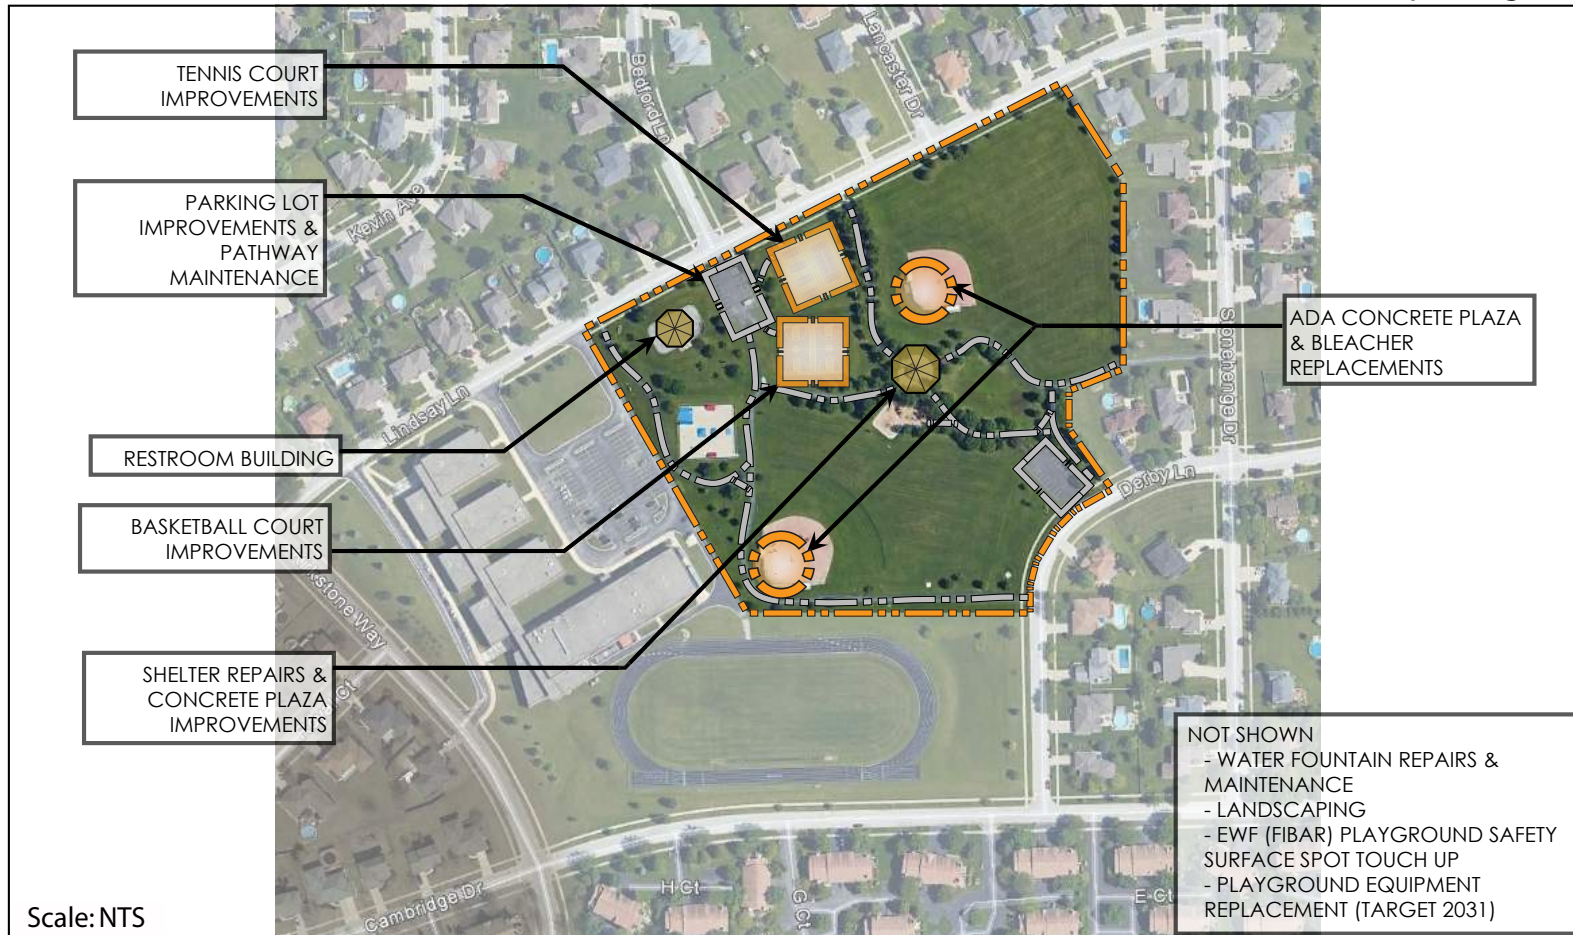 TENNIS COURT
IMPROVEMENTS
PARKING LOT
IMPROVEMENTS &
PATHWAY
MAINTENANCE
RESTROOM BUILDING
BASKETBALL COURT
IMPROVEMENTS
SHELTER REPAIRS &
CONCRETE PLAZA
IMPROVEMENTS
ADA CONCRETE PLAZA
& BLEACHER
REPLACEMENTS
Bedford Ln
Lancaster Dr
Kevin Ave
Lindsay Ln
Stonehenge Dr
Derby Ln
Way
Ct
Cambridge Dr
H Ct
G Ct
E Ct
NOT SHOWN
- WATER FOUNTAIN REPAIRS &
MAINTENANCE
- LANDSCAPING
- EWF (FIBAR) PLAYGROUND SAFETY
SURFACE SPOT TOUCH UP
- PLAYGROUND EQUIPMENT
REPLACEMENT (TARGET 2031)
Scale: NTS